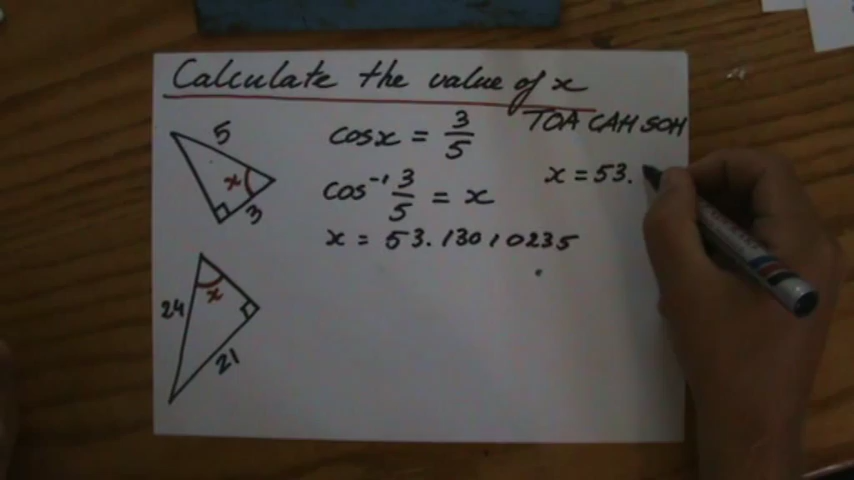 Calculate the value of x
5
x
3
cosx = 3/5
TOA CAH SOH
cos⁻¹ 3/5 = x
x = 53.
x = 53.13010235
24
x
21